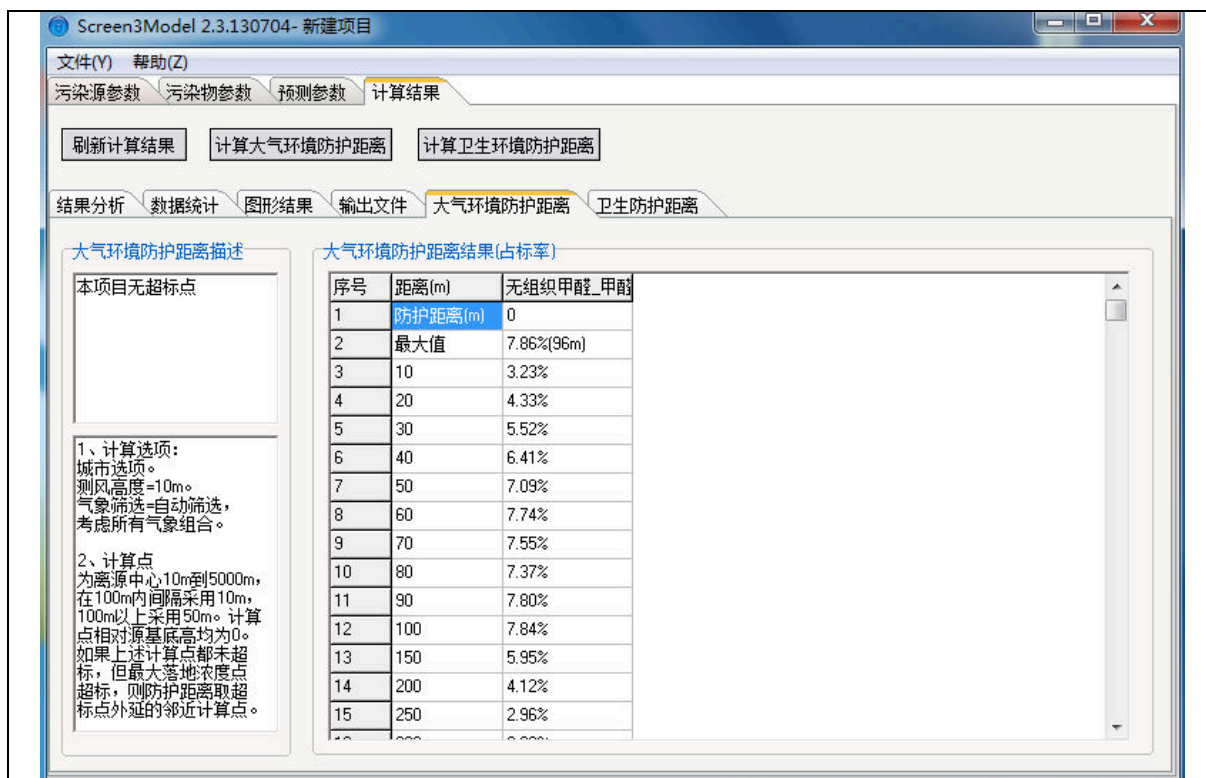 Screen3Model 2.3.130704- 新建项目
文件(Y) 帮助(Z)
污染源参数 污染物参数 预测参数 计算结果
刷新计算结果 计算大气环境防护距离 计算卫生环境防护距离
结果分析 数据统计 图形结果 输出文件 大气环境防护距离 卫生防护距离
大气环境防护距离描述
本项目无超标点
1、计算选项:
城市选项。
测风高度=10m。
气象筛选=自动筛选,
考虑所有气象组合。
2、计算点
为离源中心10m到5000m,
在100m内间隔采用10m,
100m以上采用50m。计算
点相对源基底高均为0。
如果上述计算点都未超
标,但最大落地浓度点
超标,则防护距离取超
标点外延的邻近计算点。
大气环境防护距离结果(占标率)
序号 距离(m) 无组织甲醛_甲醛
1 防护距离(m) 0
2 最大值 7.86%(96m)
3 10 3.23%
4 20 4.33%
5 30 5.52%
6 40 6.41%
7 50 7.09%
8 60 7.74%
9 70 7.55%
10 80 7.37%
11 90 7.80%
12 100 7.84%
13 150 5.95%
14 200 4.12%
15 250 2.96%